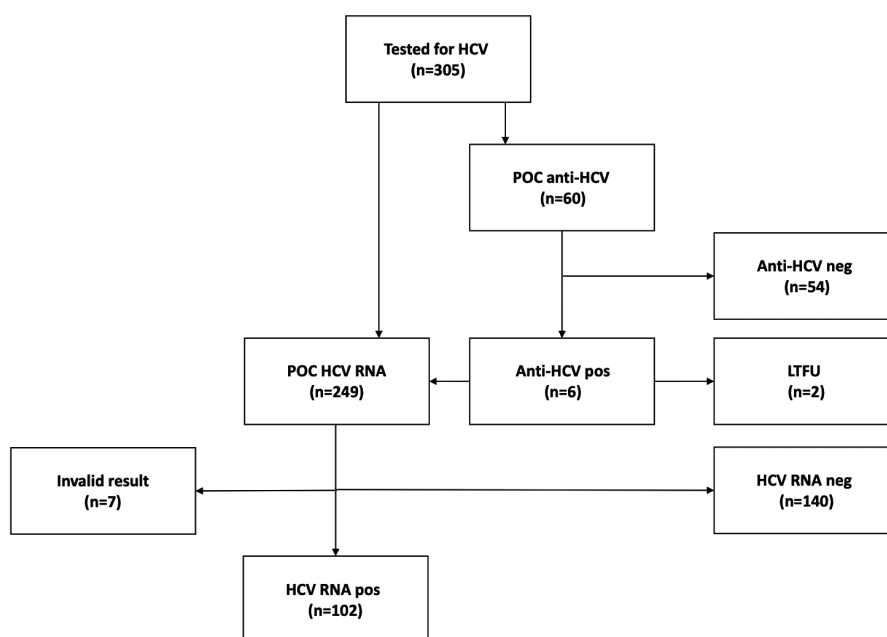 Tested for HCV
(n=305)
POC anti-HCV
(n=60)
Anti-HCV neg
(n=54)
POC HCV RNA
(n=249)
Anti-HCV pos
(n=6)
LTFU
(n=2)
Invalid result
(n=7)
HCV RNA neg
(n=140)
HCV RNA pos
(n=102)